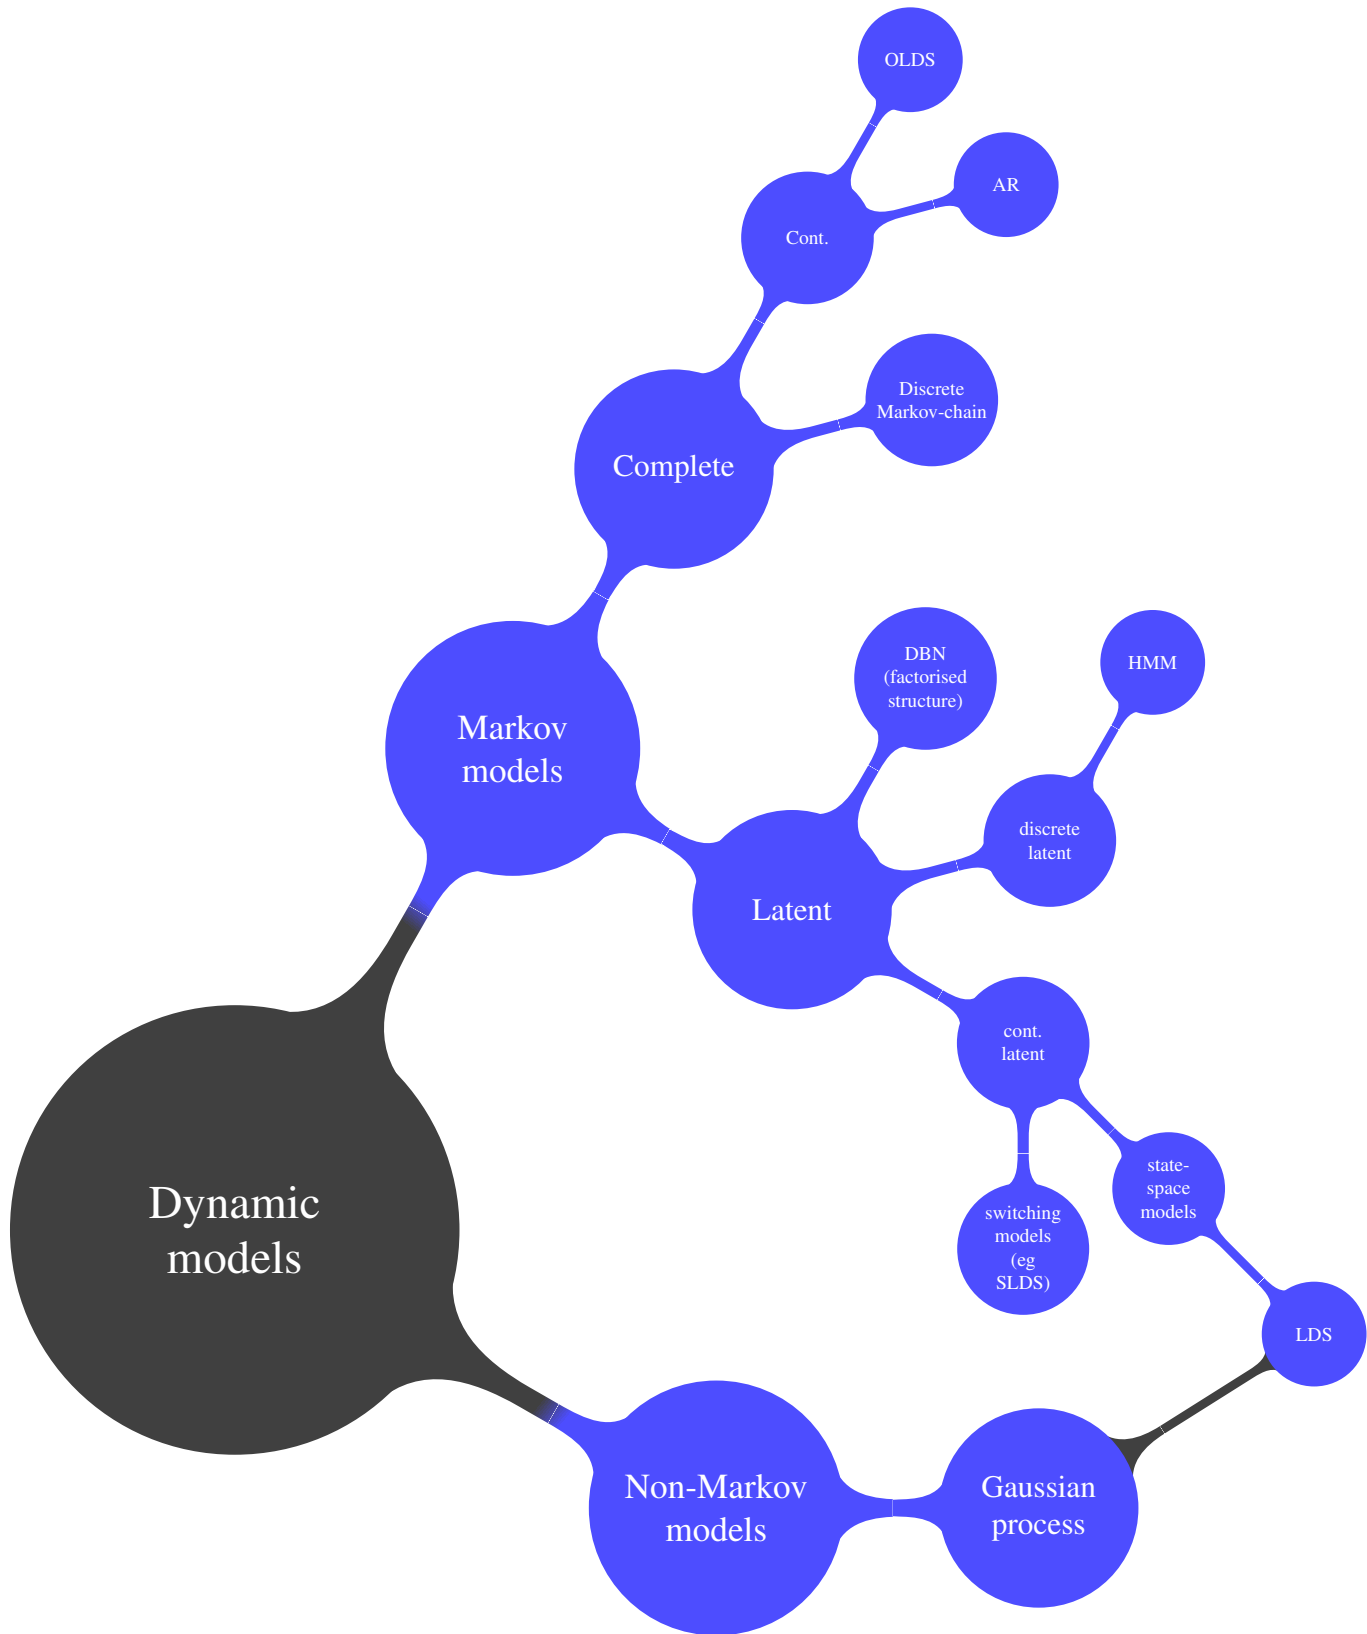 OLDS
AR
Cont.
Discrete
Markov-chain
Complete
DBN
(factorised
structure)
HMM
Markov
models
discrete
latent
Latent
cont.
latent
state-
space
models
switching
models
(eg
SLDS)
Dynamic
models
LDS
Non-Markov
models
Gaussian
process